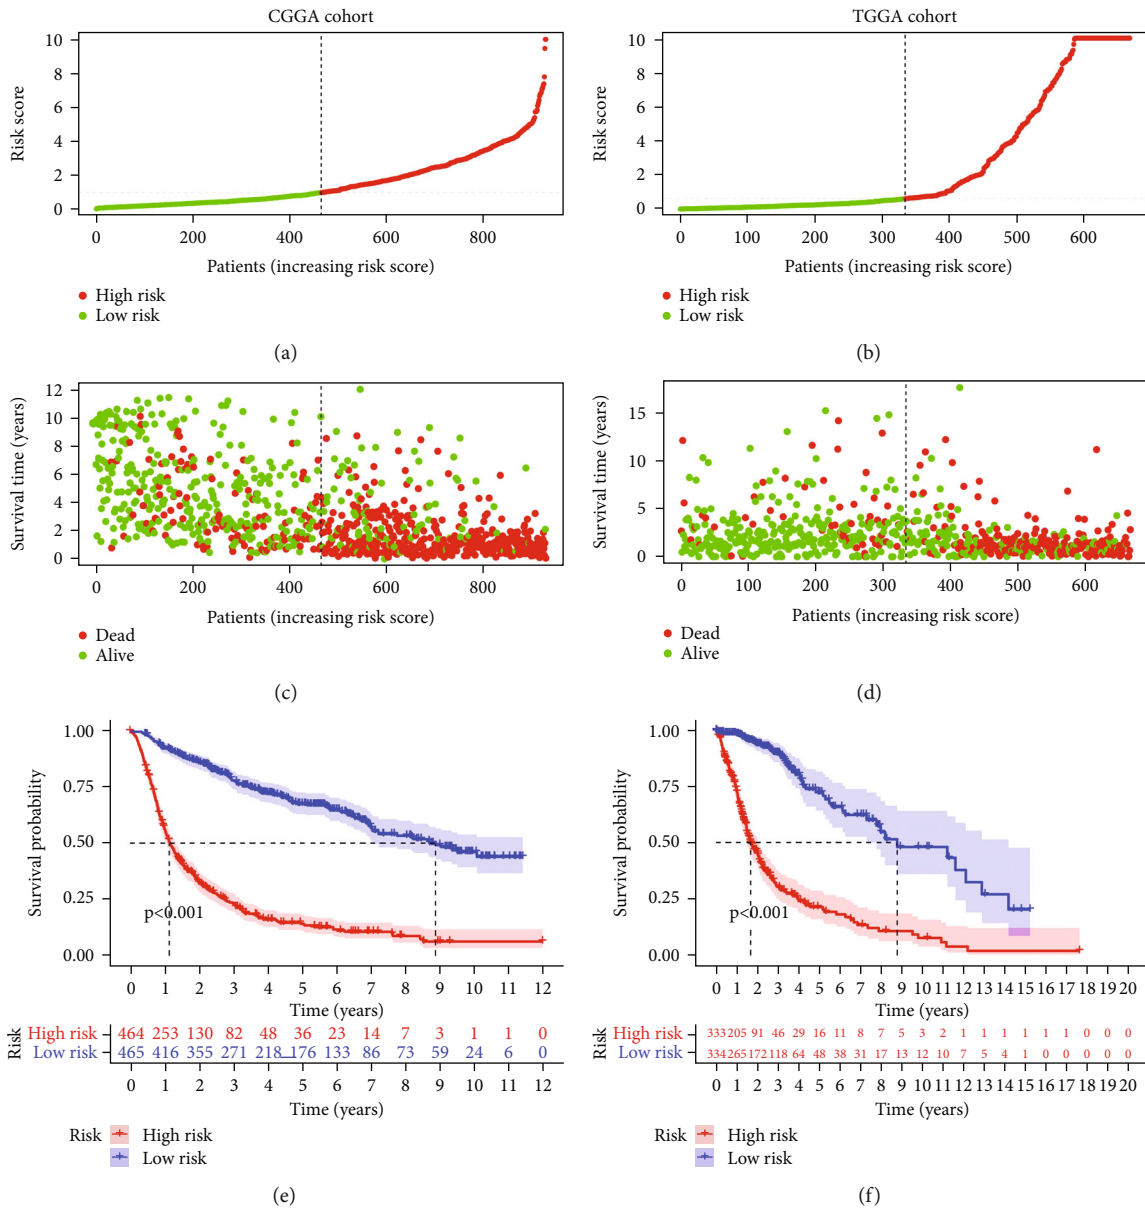 CGGA cohort
Risk score
10
8
6
4
2
0
0 200 400 600 800
Patients (increasing risk score)
High risk
Low risk
(a)
TGGA cohort
Risk score
10
8
6
4
2
0
0 100 200 300 400 500 600
Patients (increasing risk score)
High risk
Low risk
(b)
Survival time (years)
12
10
8
6
4
2
0
0 200 400 600 800
Patients (increasing risk score)
Dead
Alive
(c)
Survival time (years)
15
10
5
0
0 100 200 300 400 500 600
Patients (increasing risk score)
Dead
Alive
(d)
Survival probability
1.00
0.75
0.50
0.25
0.00
p<0.001
0 1 2 3 4 5 6 7 8 9 10 11 12
Time (years)
Risk
High risk 464 253 130 82 48 36 23 14 7 3 1 1 0
Low risk 465 416 355 271 218 176 133 86 73 59 24 6 0
0 1 2 3 4 5 6 7 8 9 10 11 12
Time (years)
Risk High risk
Low risk
(e)
Survival probability
1.00
0.75
0.50
0.25
0.00
p<0.001
0 1 2 3 4 5 6 7 8 9 10 11 12 13 14 15 16 17 18 19 20
Time (years)
Risk
High risk 333 205 91 46 29 16 11 8 7 5 3 2 1 1 1 1 1 1 0 0 0
Low risk 334 265 172 118 64 48 38 31 17 13 12 10 7 5 4 1 0 0 0 0 0
0 1 2 3 4 5 6 7 8 9 10 11 12 13 14 15 16 17 18 19 20
Time (years)
Risk High risk
Low risk
(f)